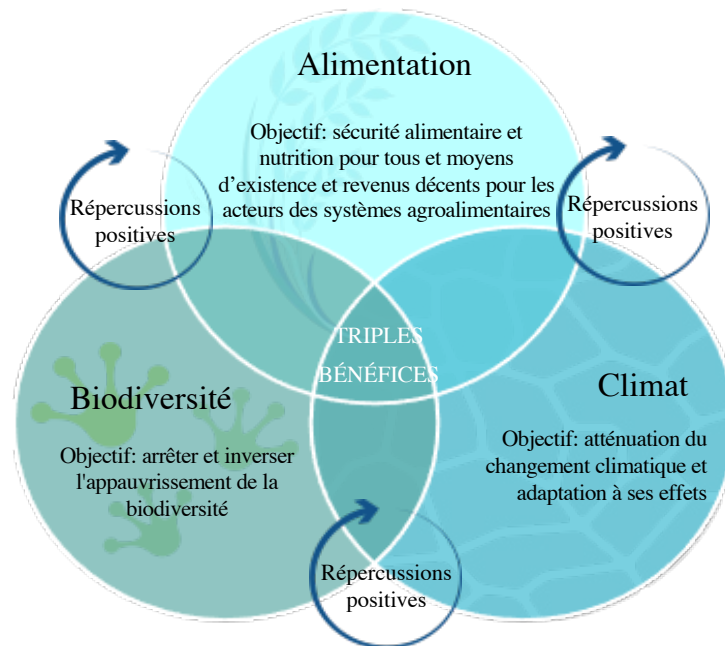 Alimentation
Objectif: sécurité alimentaire et
nutrition pour tous et moyens
d’existence et revenus décents pour les
acteurs des systèmes agroalimentaires
Répercussions
positives
Répercussions
positives
TRIPLES
BÉNÉFICES
Biodiversité
Objectif: arrêter et inverser
l'appauvrissement de la
biodiversité
Climat
Objectif: atténuation du
changement climatique et
adaptation à ses effets
Répercussions
positives